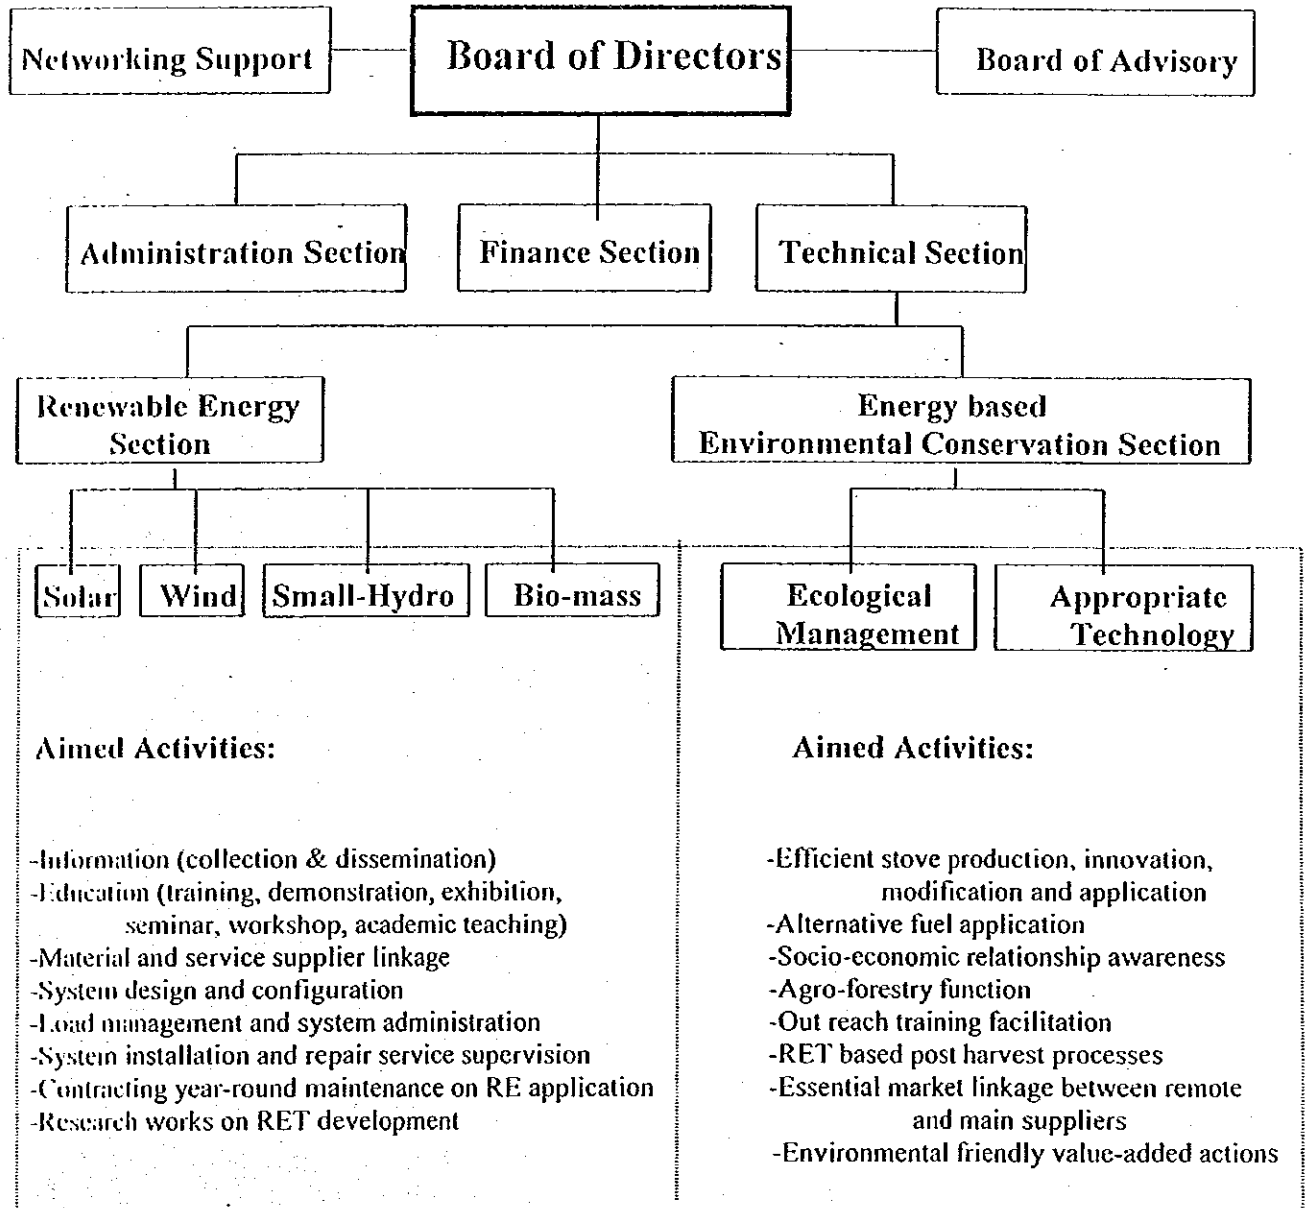 Networking Support
Board of Directors
Board of Advisory
Administration Section
Finance Section
Technical Section
Renewable Energy
Section
Energy based
Environmental Conservation Section
Solar
Wind
Small-Hydro
Bio-mass
Ecological
Management
Appropriate
Technology
Aimed Activities:
-Information (collection & dissemination)
-Education (training, demonstration, exhibition,
seminar, workshop, academic teaching)
-Material and service supplier linkage
-System design and configuration
-Load management and system administration
-System installation and repair service supervision
-Contracting year-round maintenance on RE application
-Research works on RET development
Aimed Activities:
-Efficient stove production, innovation,
modification and application
-Alternative fuel application
-Socio-economic relationship awareness
-Agro-forestry function
-Out reach training facilitation
-RET based post harvest processes
-Essential market linkage between remote
and main suppliers
-Environmental friendly value-added actions